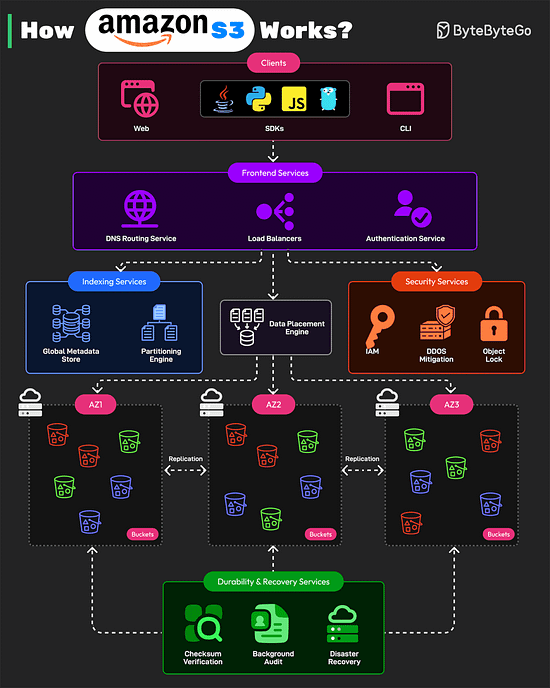 How amazon S3 Works?
ByteByteGo
Clients
JS
Web
SDKs
CLI
Frontend Services
DNS Routing Service
Load Balancers
Authentication Service
Indexing Services
Global Metadata
Store
Partitioning
Engine
Data Placement
Engine
Security Services
IAM
DDOS
Mitigation
Object
Lock
AZ1
AZ2
AZ3
Replication
Replication
Buckets
Buckets
Buckets
Durability & Recovery Services
Checksum
Verification
Background
Audit
Disaster
Recovery